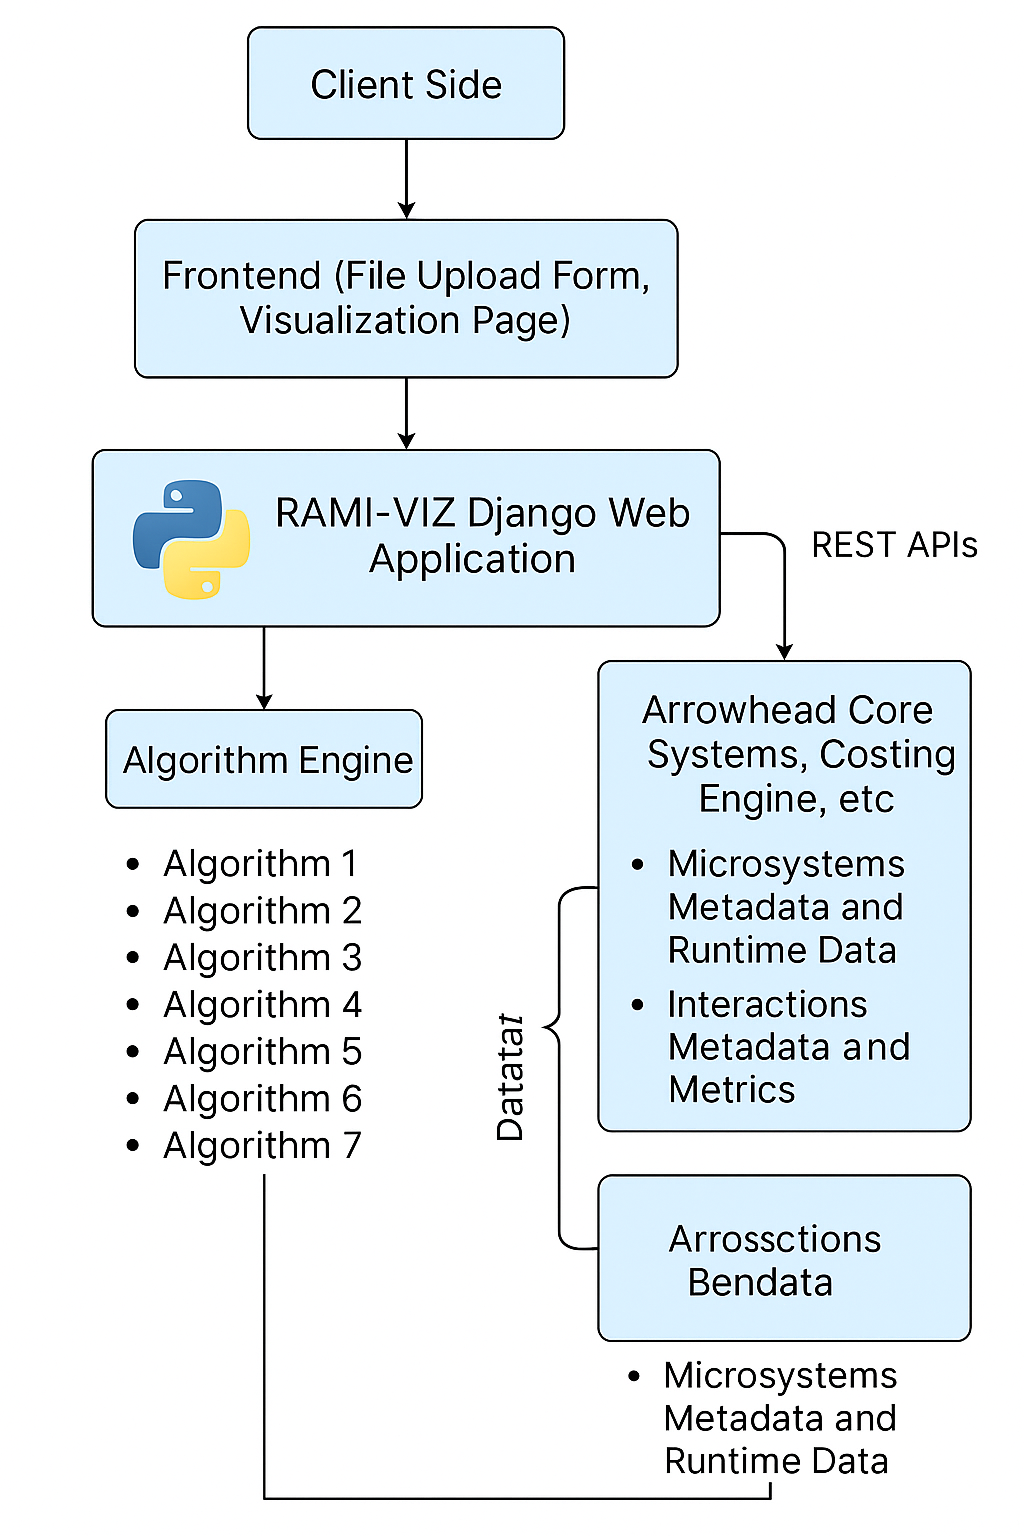 Client Side
Frontend (File Upload Form,
Visualization Page)
RAMI-VIZ Django Web
Application
REST APIs
Algorithm Engine
• Algorithm 1
• Algorithm 2
• Algorithm 3
• Algorithm 4
• Algorithm 5
• Algorithm 6
• Algorithm 7
Arrowhead Core
Systems, Costing
Engine, etc
• Microsystems
Metadata and
Runtime Data
• Interactions
Metadata and
Metrics
Datatat
Arrossctions
Bendata
• Microsystems
Metadata and
Runtime Data